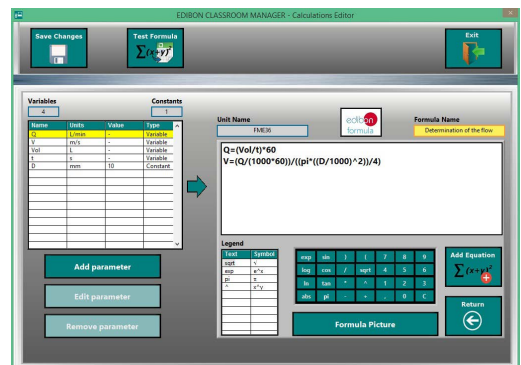 EDIBON CLASSROOM MANAGER - Calculations Editor
Save Changes
Test Formula
Σ(x+y)²
Exit
Variables
4
Constants
1
Name Units Value Type
Q L/min - Variable
V m/s - Variable
Vol L - Variable
t s - Variable
D mm 10 Constant
Add parameter
Edit parameter
Remove parameter
Unit Name
FME36
edibon
formula
Formula Name
Determination of the flow
Q=(Vol/t)*60
V=(Q/(1000*60))/((pi*((D/1000)^2))/4)
Legend
Text Symbol
sqrt √
exp e^x
pi π
^ x^y
exp sin ) ( 7 8 9
log cos / sqrt 4 5 6
ln tan * ^ 1 2 3
abs pi - + . 0 C
Formula Picture
Add Equation
Σ(x+y)²
Return